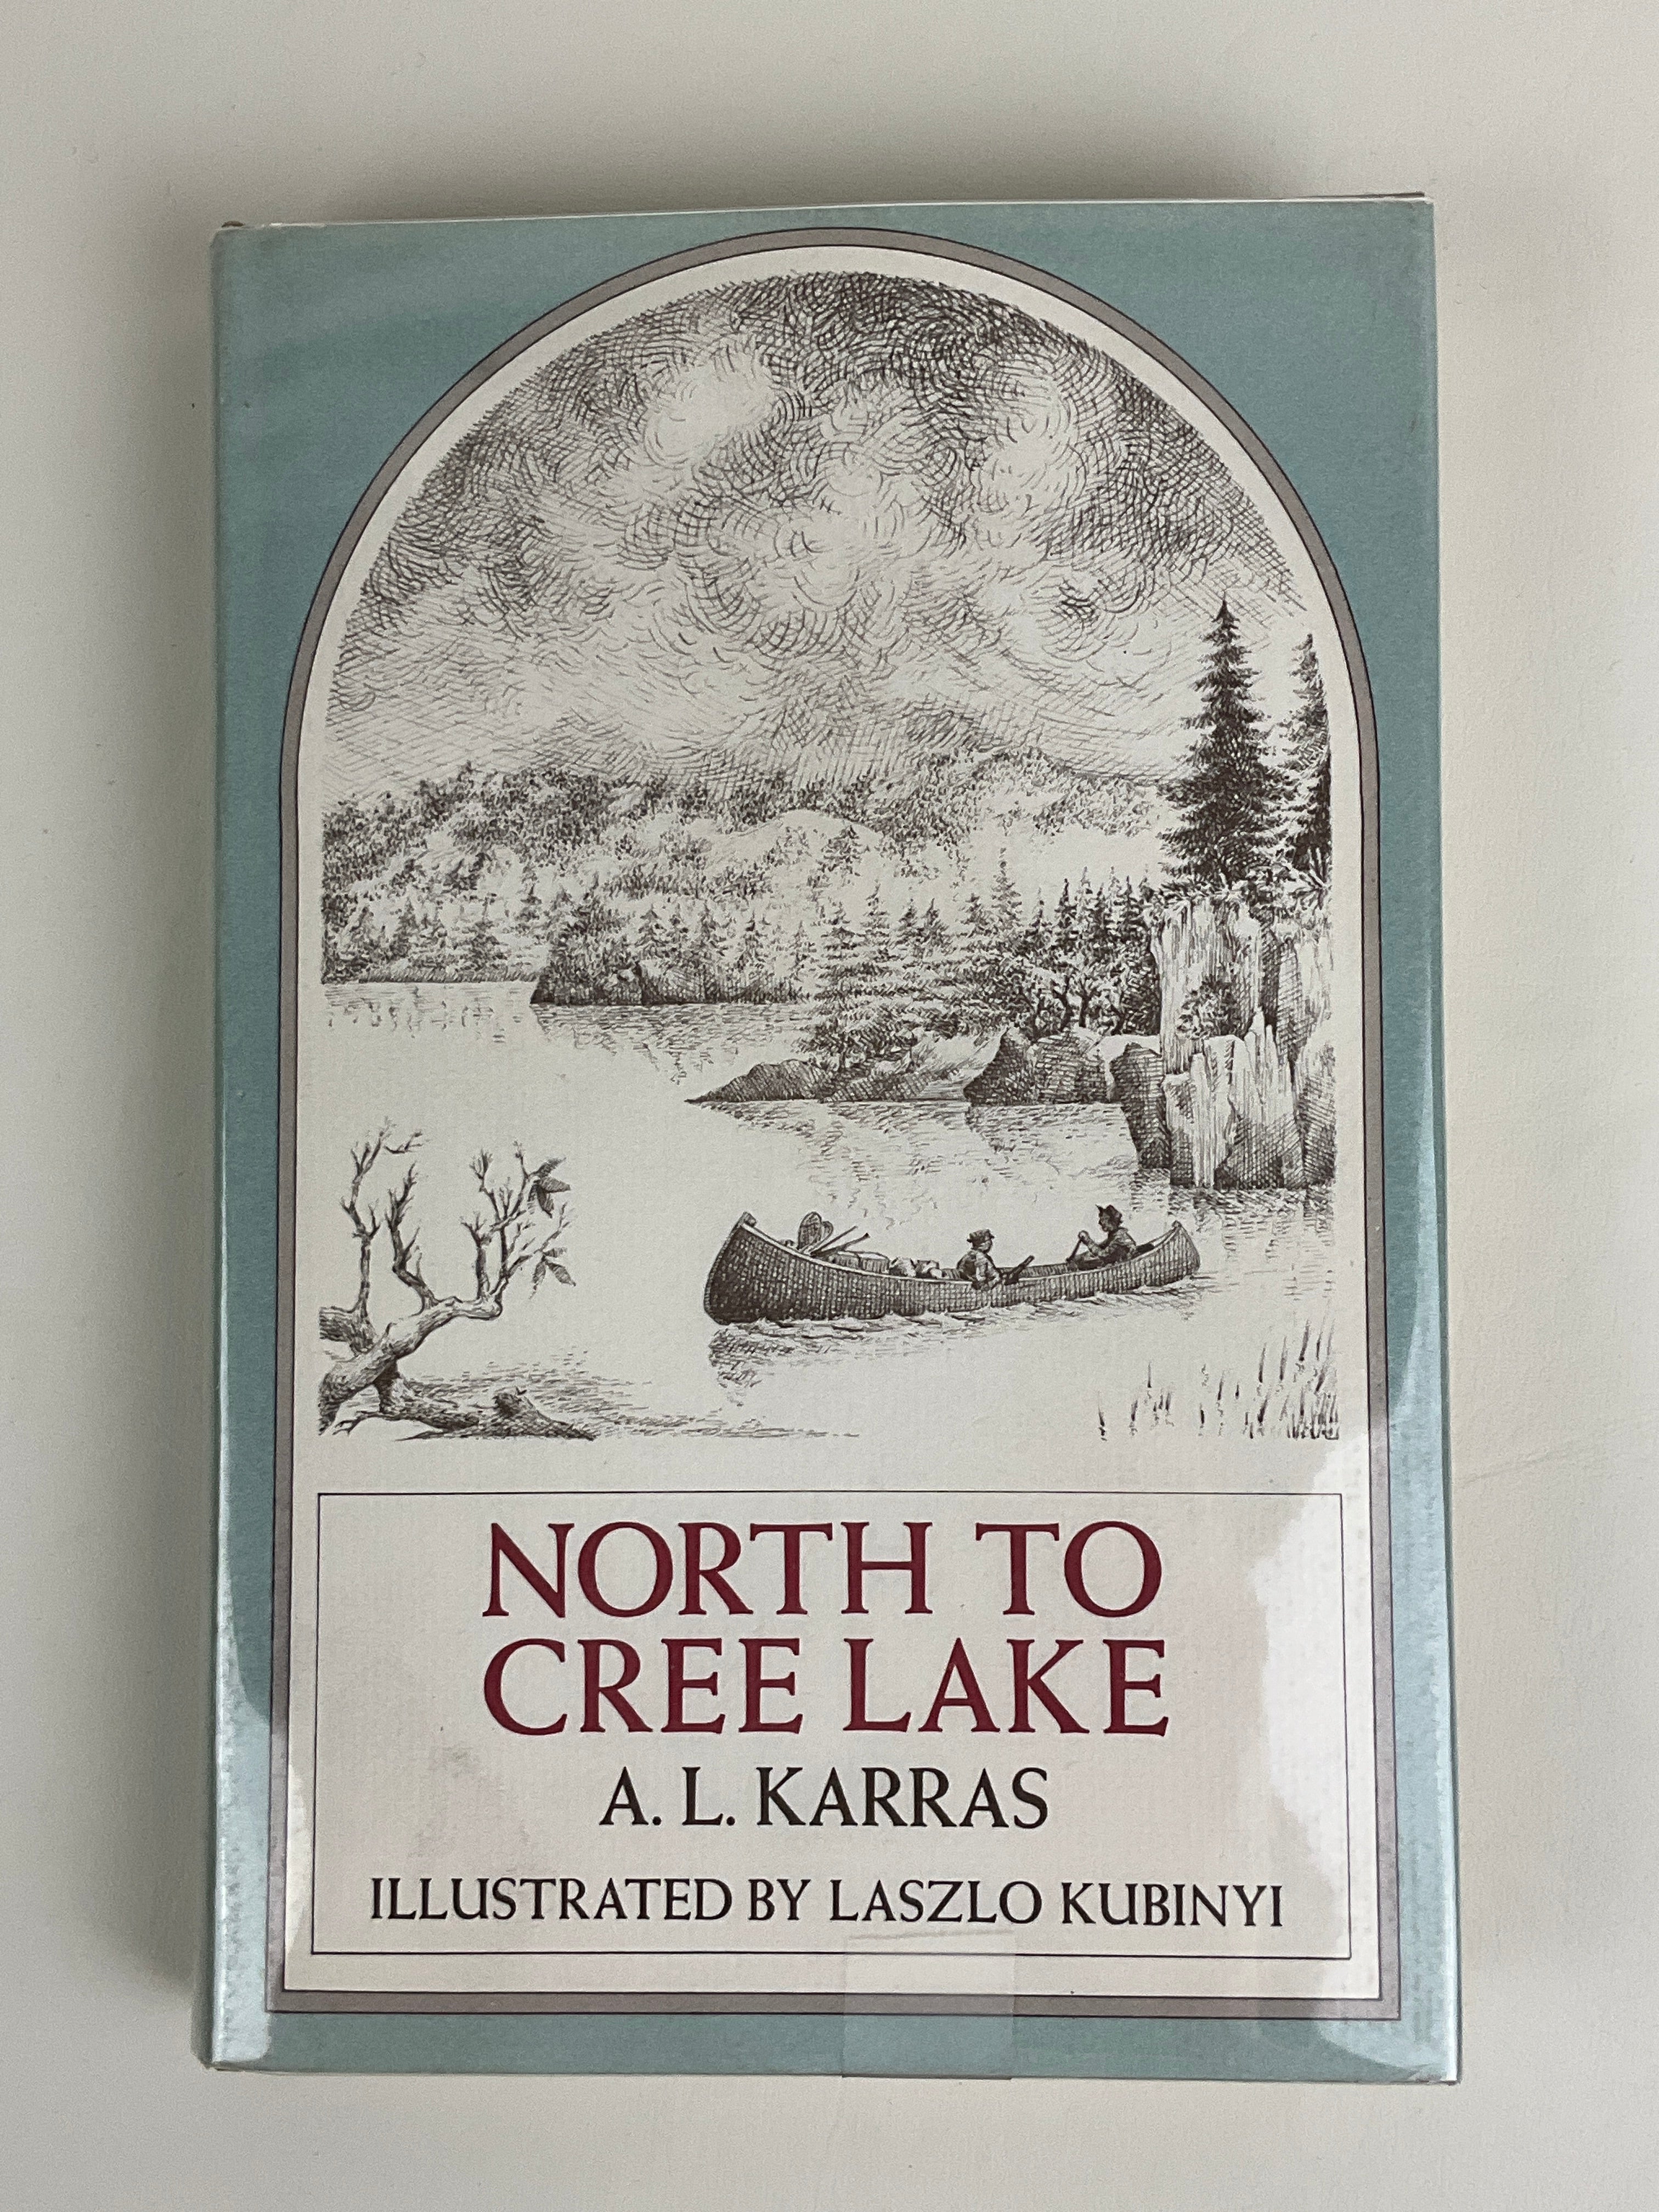 NORTH TO
CREE LAKE
A. L. KARRAS
ILLUSTRATED BY LASZLO KUBINYI